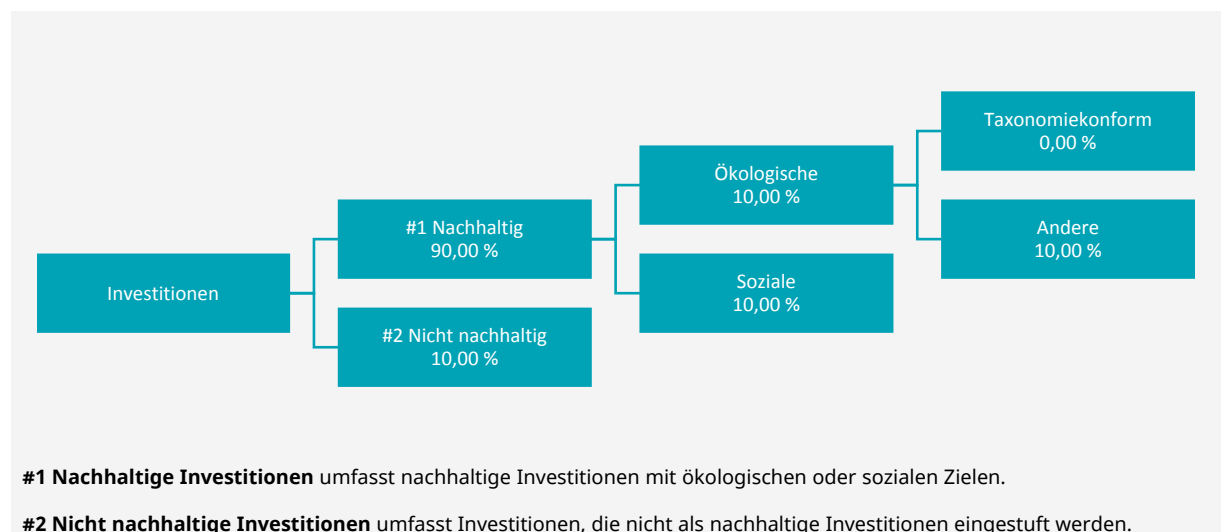 Investitionen
#1 Nachhaltig
90,00 %
#2 Nicht nachhaltig
10,00 %
Ökologische
10,00 %
Soziale
10,00 %
Taxonomiekonform
0,00 %
Andere
10,00 %
#1 Nachhaltige Investitionen umfasst nachhaltige Investitionen mit ökologischen oder sozialen Zielen.
#2 Nicht nachhaltige Investitionen umfasst Investitionen, die nicht als nachhaltige Investitionen eingestuft werden.